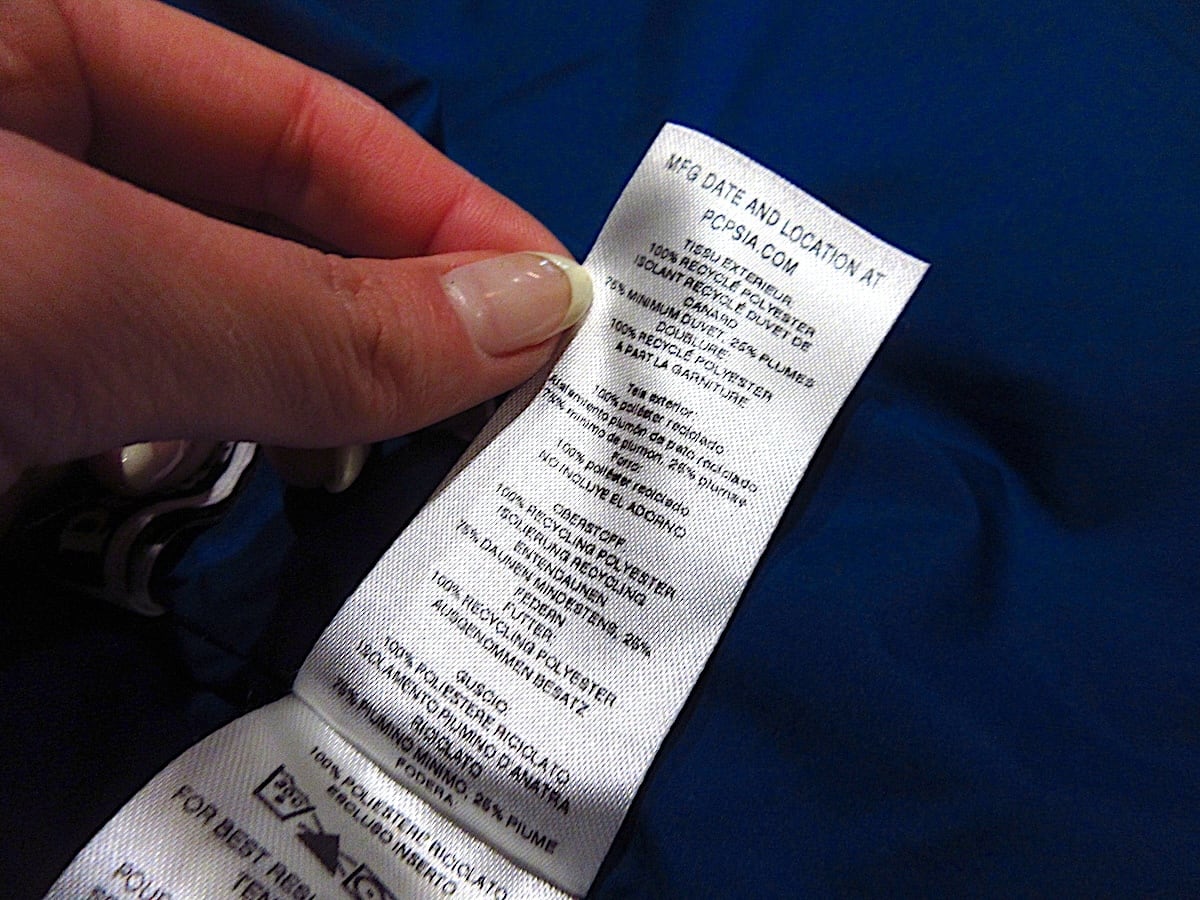 MFG DATE AND LOCATION AT
PCPSIA.COM
TISSU EXTERIEUR.
100% RECYCLÉ POLYESTER
ISOLANT RECYCLÉ DUVET DE
CANARD
75% MINIMUM DUVET, 25% PLUMES
DOUBLURE:
100% RECYCLÉ POLYESTER
A PART LA GARNITURE
Tela exterior
100% poliéster reciclado
Aislamiento plumón de pato reciclado
75% mínimo de plumón, 25% plumas
Forro:
100% poliéster reciclado
NO INCLUYE EL ADORNO
OBERSTOFF
100% RECYCLING POLYESTER
ISOLIERUNG RECYCLING
ENTENDAUNEN
75% DAUNEN MINDESTENS, 25%
FEDERN
FUTTER
100% RECYCLING POLYESTER
AUSGENOMMEN BESATZ
GUSCIO
100% POLIESTERE RICICLATO
ISOLAMENTO PIUMINO D'ANATRA
RICICLATO
75% PIUMINO MINIMO, 25% PIUME
FODERA
100% POLIESTERE RICICLATO
ESCLUSO INSERTO
FOR BEST